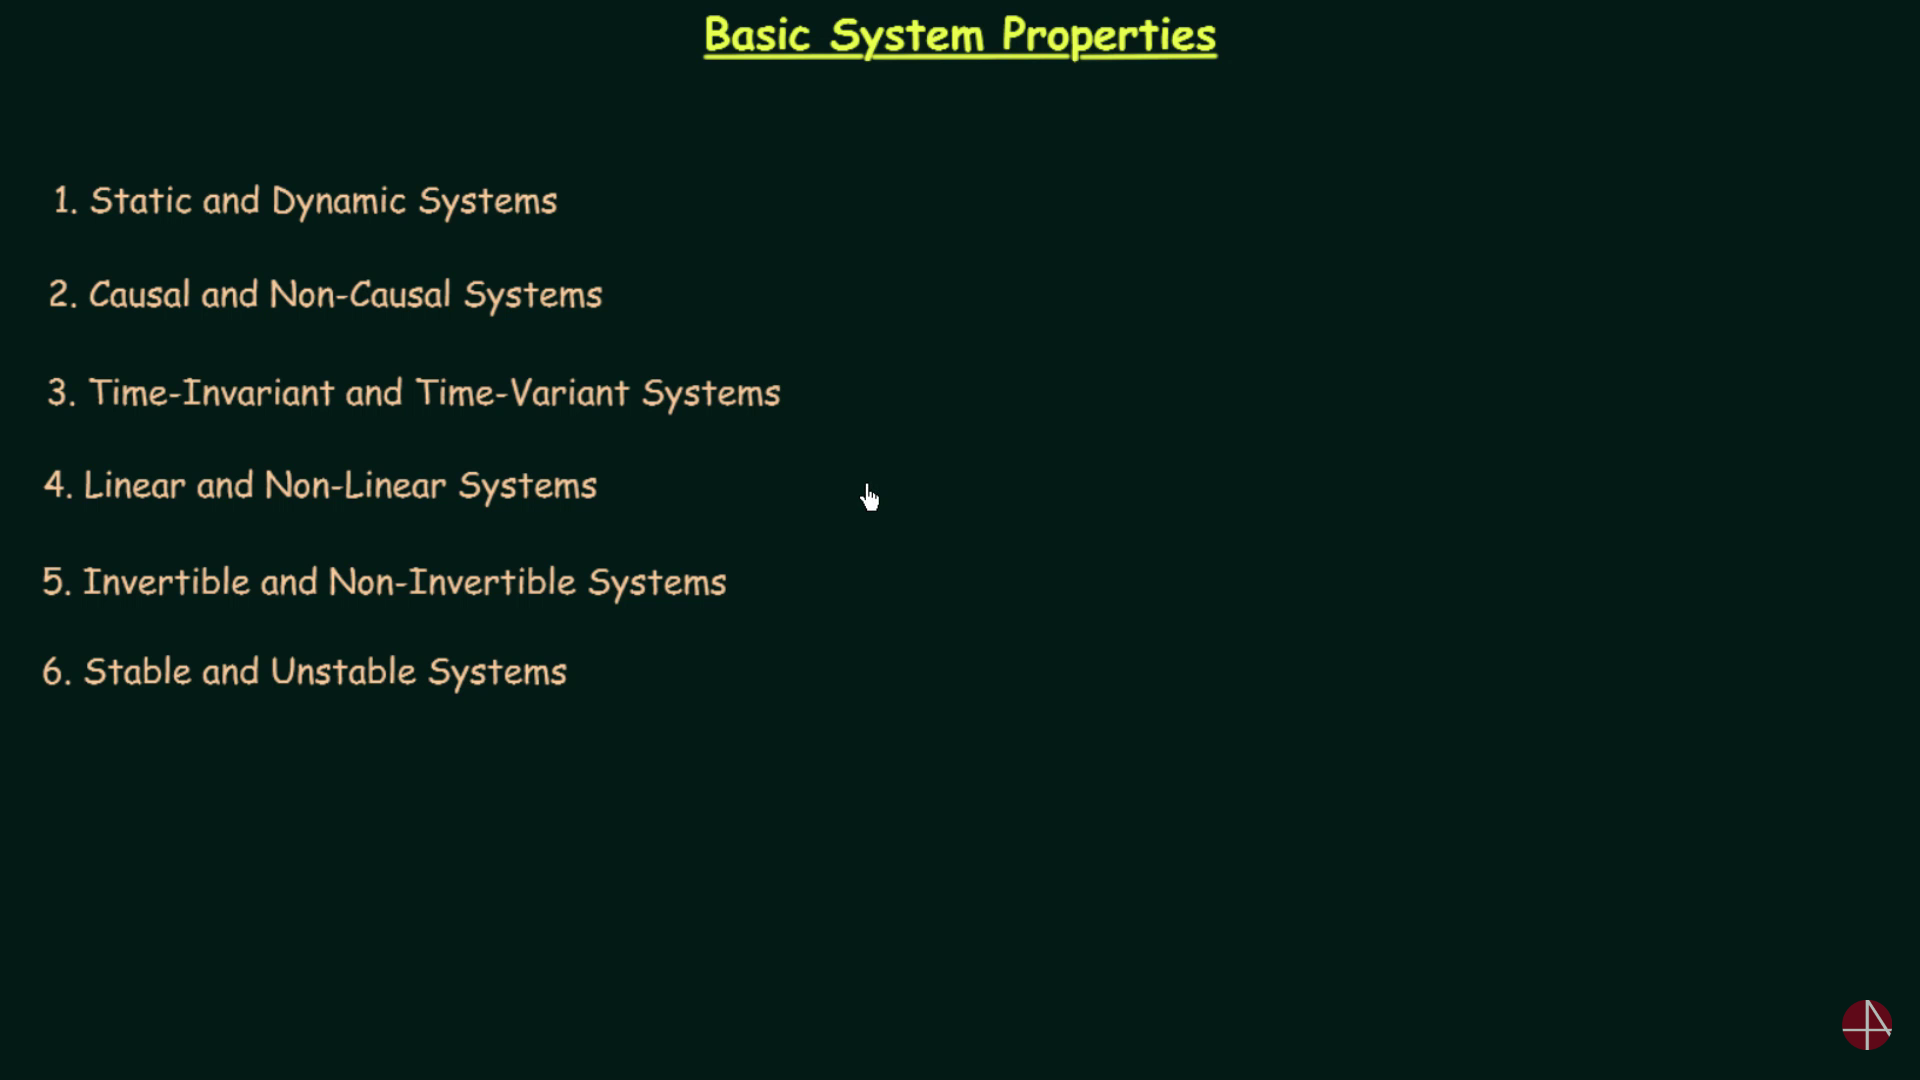 Basic System Properties
1. Static and Dynamic Systems
2. Causal and Non-Causal Systems
3. Time-Invariant and Time-Variant Systems
4. Linear and Non-Linear Systems
5. Invertible and Non-Invertible Systems
6. Stable and Unstable Systems